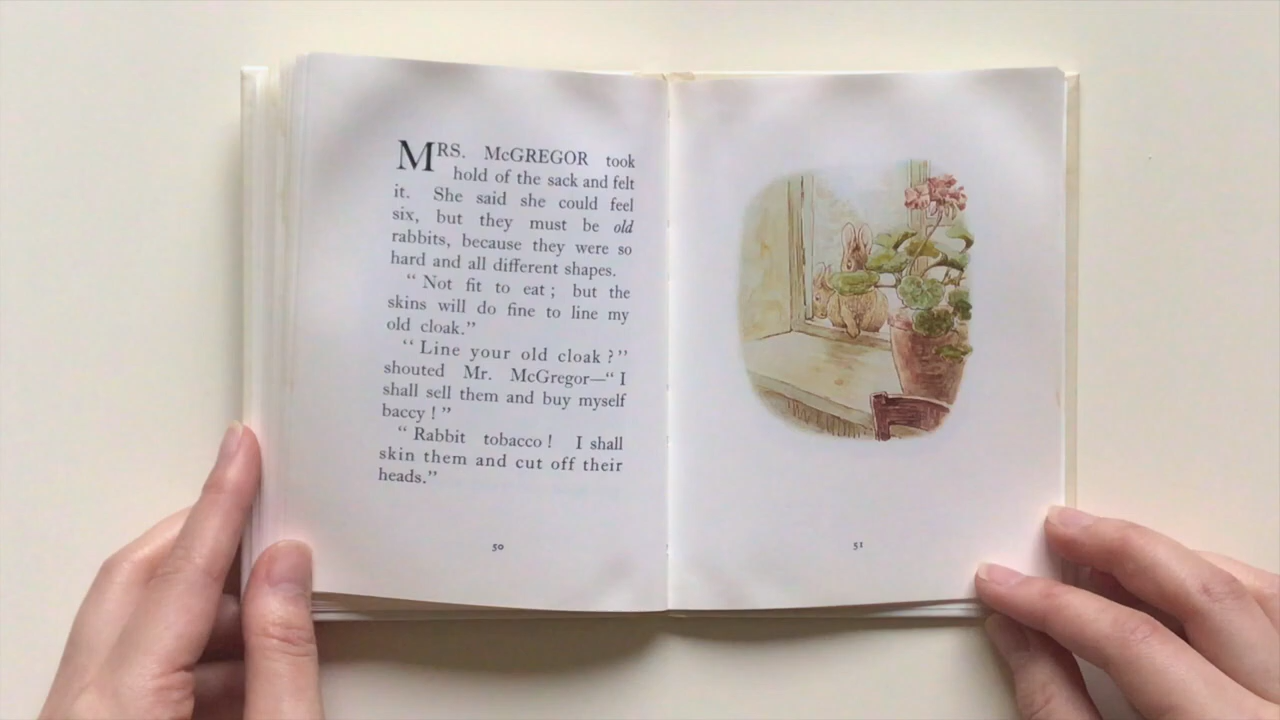 MRS. McGREGOR took
hold of the sack and felt
it. She said she could feel
six, but they must be old
rabbits, because they were so
hard and all different shapes.
“Not fit to eat; but the
skins will do fine to line my
old cloak.”
“Line your old cloak?”
shouted Mr. McGregor—“I
shall sell them and buy myself
baccy!”
“Rabbit tobacco! I shall
skin them and cut off their
heads.”
50
51